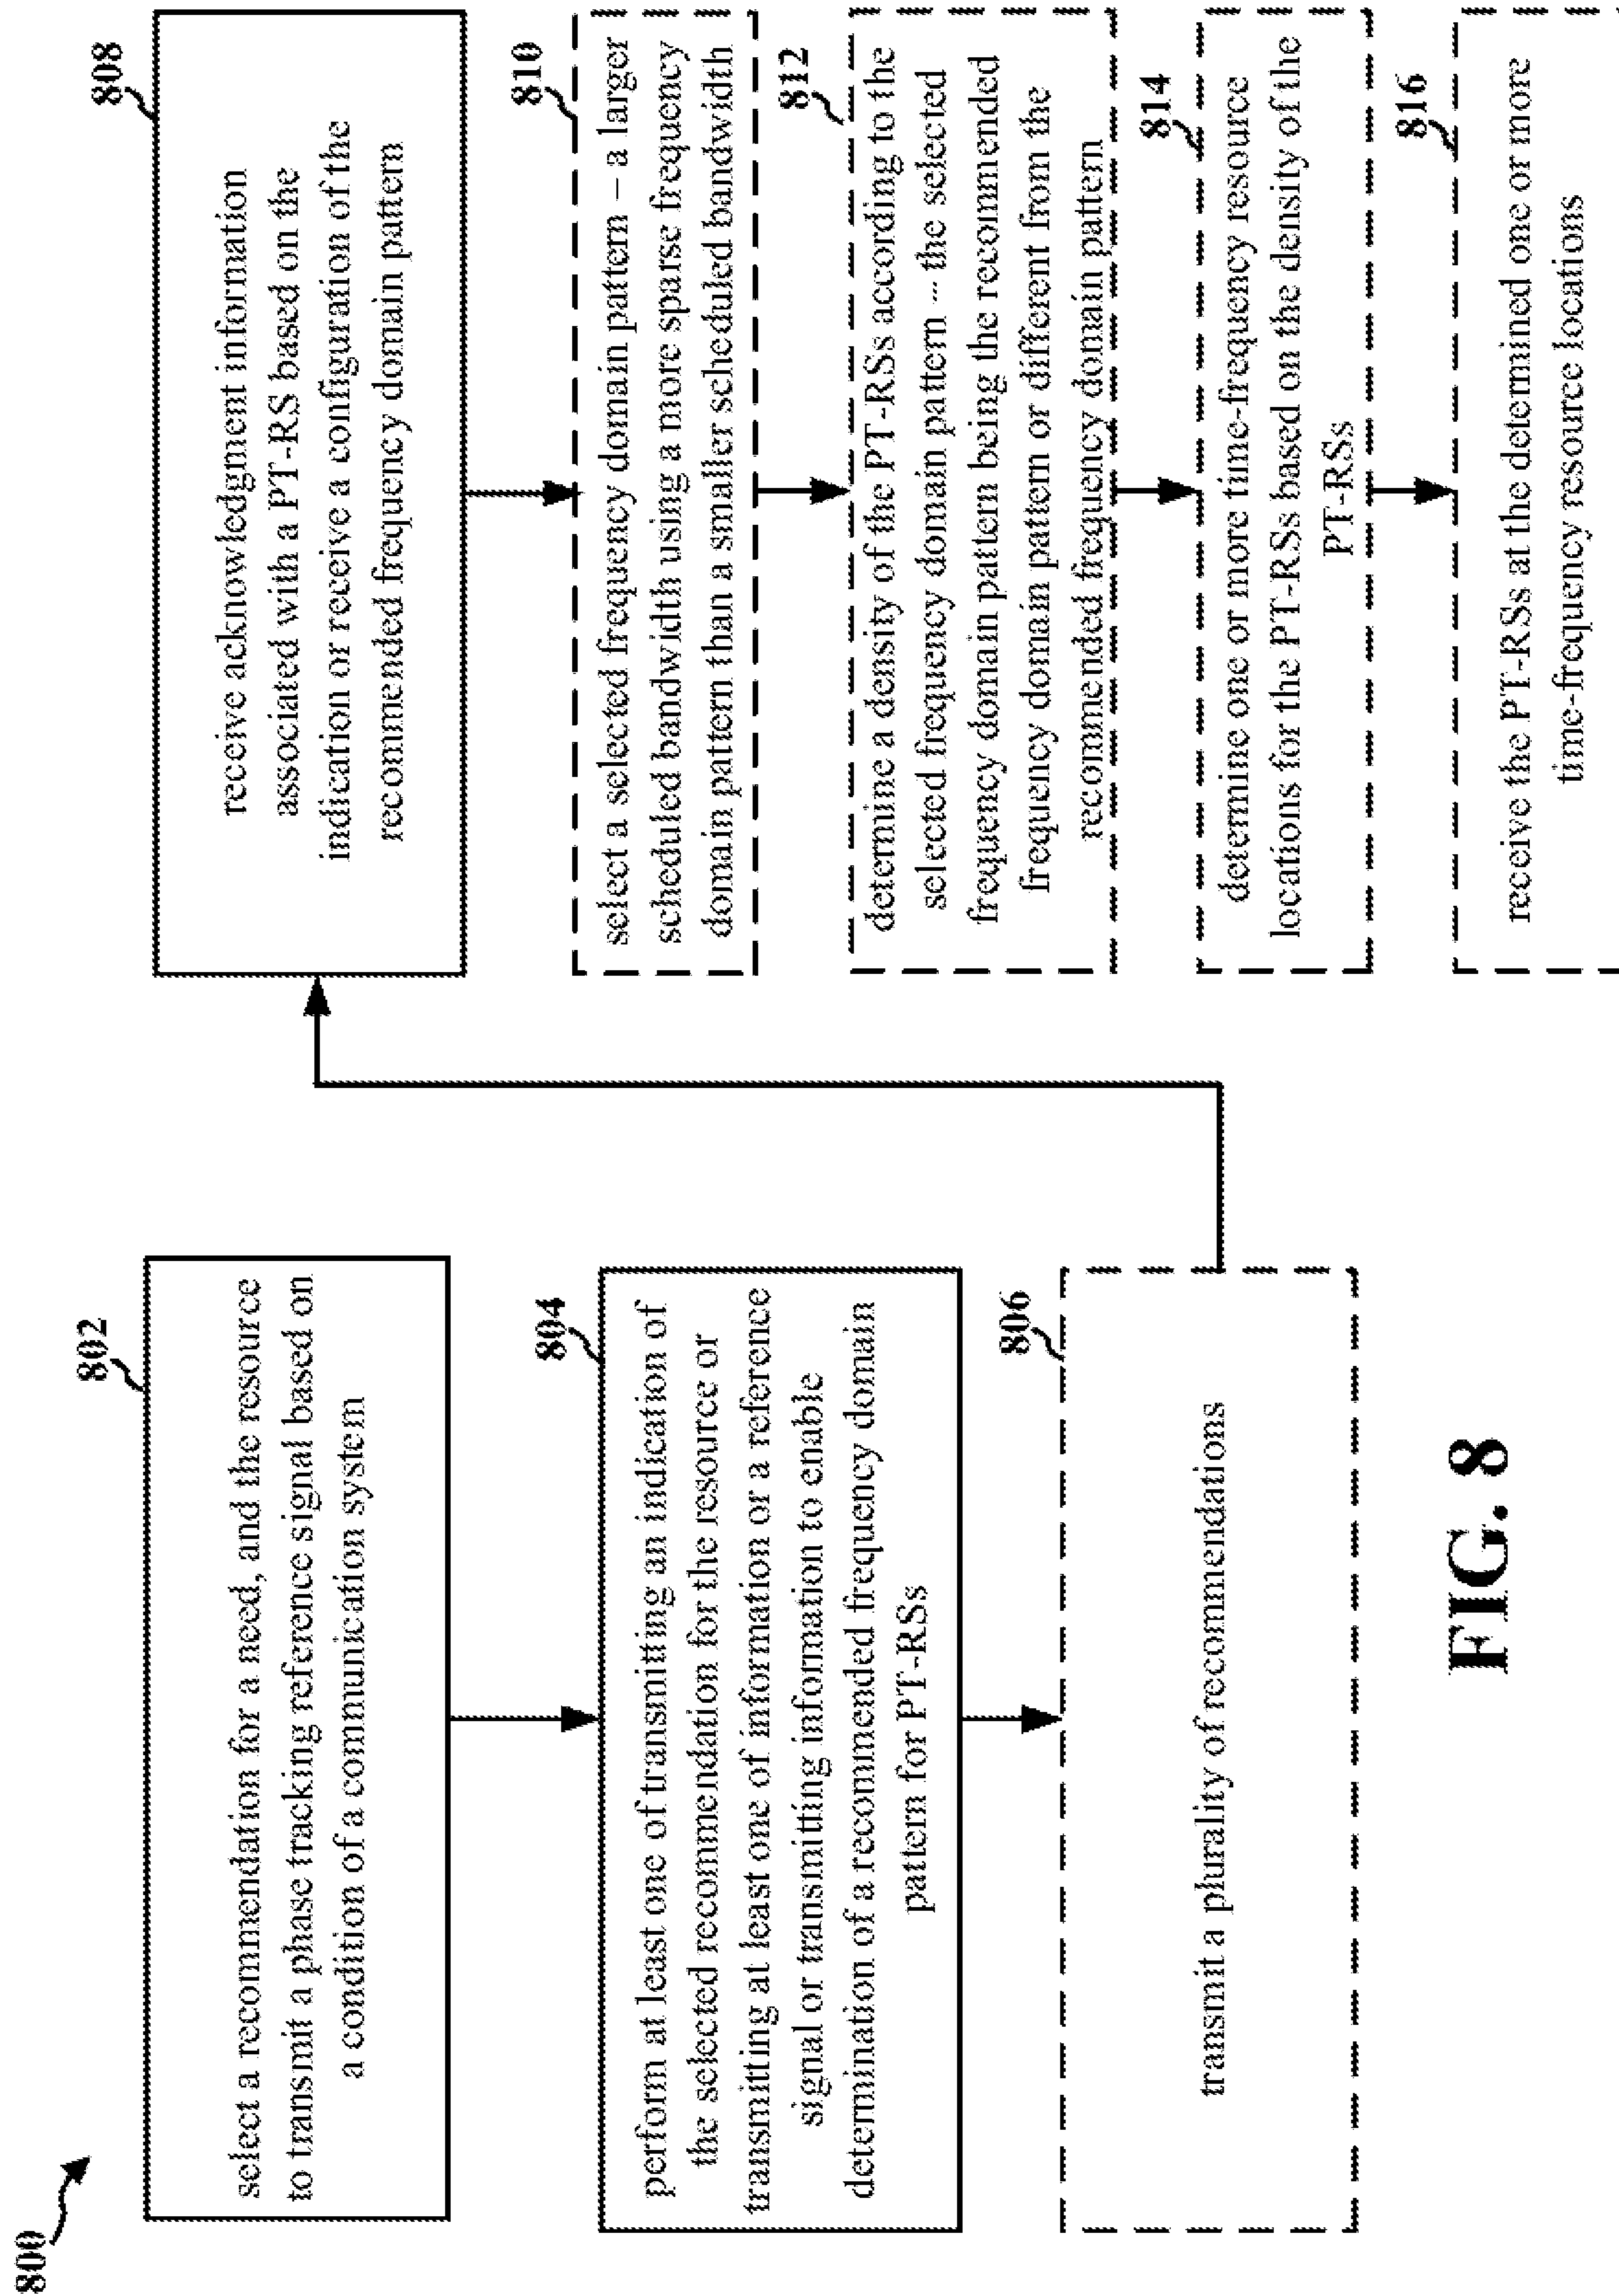 800
802
select a recommendation for a need, and the resource
to transmit a phase tracking reference signal based on
a condition of a communication system
804
perform at least one of transmitting an indication of
the selected recommendation for the resource or
transmitting at least one of information or a reference
signal or transmitting information to enable
determination of a recommended frequency domain
pattern for PT-RSs
806
transmit a plurality of recommendations
808
receive acknowledgment information
associated with a PT-RS based on the
indication or receive a configuration of the
recommended frequency domain pattern
810
select a selected frequency domain pattern – a larger
scheduled bandwidth using a more sparse frequency
domain pattern than a smaller scheduled bandwidth
812
determine a density of the PT-RSs according to the
selected frequency domain pattern -- the selected
frequency domain pattern being the recommended
frequency domain pattern or different from the
recommended frequency domain pattern
814
determine one or more time-frequency resource
locations for the PT-RSs based on the density of the
PT-RSs
816
receive the PT-RSs at the determined one or more
time-frequency resource locations
FIG. 8